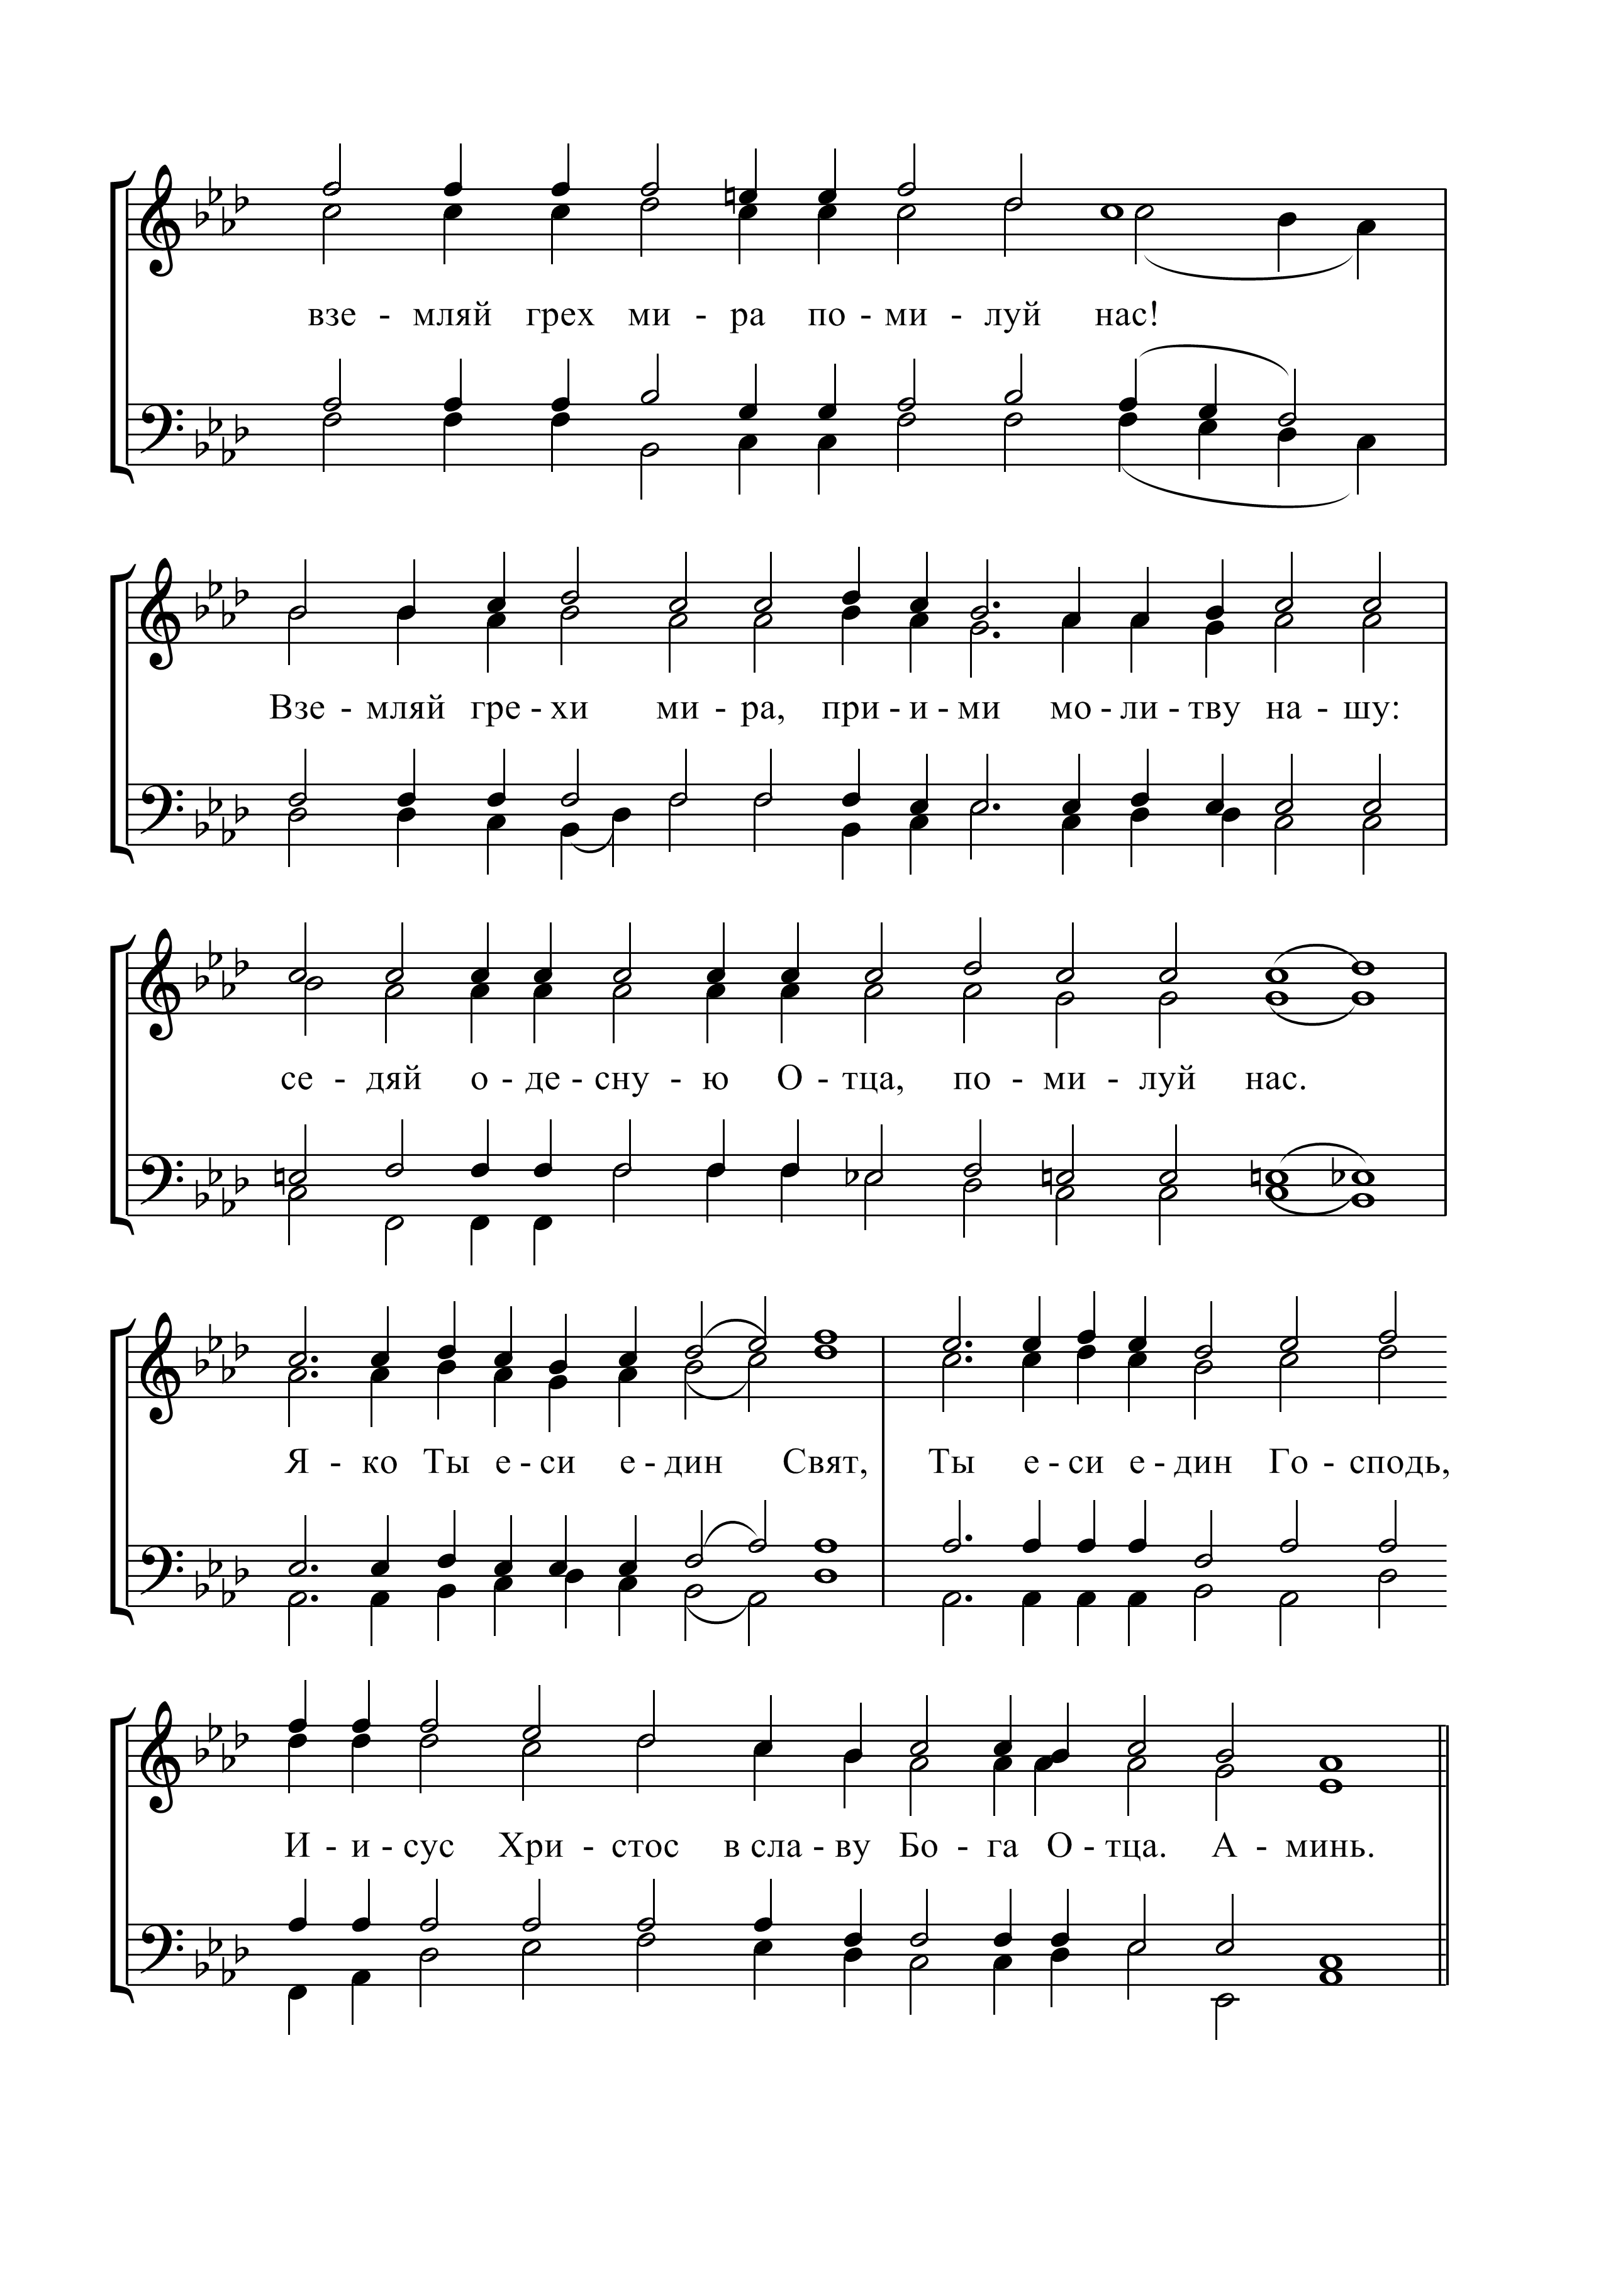 взе - мляй грех ми - ра по - ми - луй нас!
Взе - мляй гре - хи ми - ра, при - и - ми мо - ли - тву на - шу:
се - дяй о - де - сну - ю О - тца, по - ми - луй нас.
Я - ко Ты е - си е - дин Свят, Ты е - си е - дин Го - сподь,
И - и - сус Хри - стос в сла - ву Бо - га О - тца. А - минь.